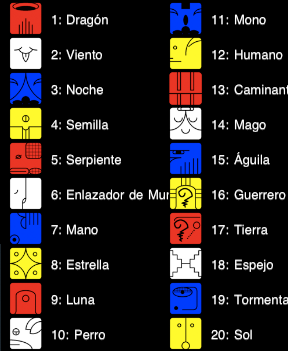 1: Dragón
2: Viento
3: Noche
4: Semilla
5: Serpiente
6: Enlazador de Mu
7: Mano
8: Estrella
9: Luna
10: Perro
11: Mono
12: Humano
13: Caminant
14: Mago
15: Águila
16: Guerrero
17: Tierra
18: Espejo
19: Tormenta
20: Sol